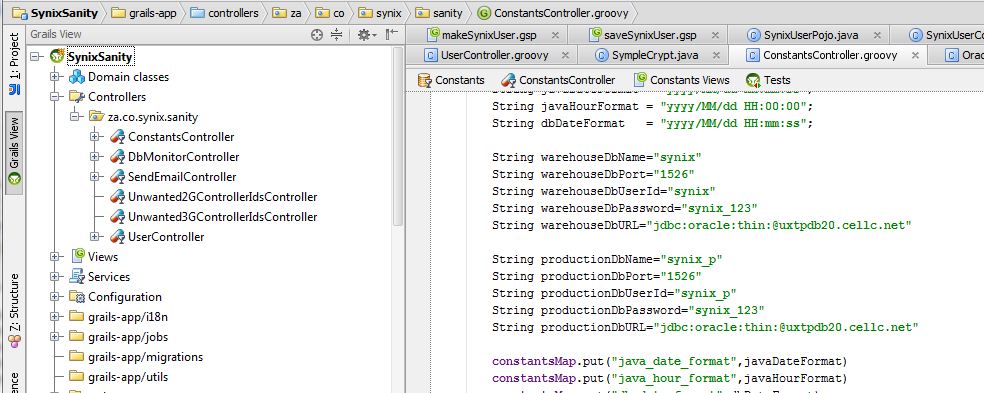 SynixSanity grails-app controllers za co synix sanity ConstantsController.groovy
Grails View
makeSynixUser.gsp saveSynixUser.gsp SynixUserPojo.java
UserController.groovy SympleCrypt.java ConstantsController.groovy
Constants ConstantsController Constants Views Tests
1: Project
Grails View
Z: Structure
SynixSanity
Domain classes
Controllers
za.co.synix.sanity
ConstantsController
DbMonitorController
SendEmailController
Unwanted2GControllerIdsController
Unwanted3GControllerIdsController
UserController
Views
Services
Configuration
grails-app/i18n
grails-app/jobs
grails-app/migrations
grails-app/utils
String javaHourFormat = "yyyy/MM/dd HH:00:00";
String dbDateFormat = "yyyy/MM/dd HH:mm:ss";
String warehouseDbName="synix"
String warehouseDbPort="1526"
String warehouseDbUserId="synix"
String warehouseDbPassword="synix_123"
String warehouseDbURL="jdbc:oracle:thin:@uxtpdb20.cellc.net"
String productionDbName="synix_p"
String productionDbPort="1526"
String productionDbUserId="synix_p"
String productionDbPassword="synix_123"
String productionDbURL="jdbc:oracle:thin:@uxtpdb20.cellc.net"
constantsMap.put("java_date_format",javaDateFormat)
constantsMap.put("java_hour_format",javaHourFormat)